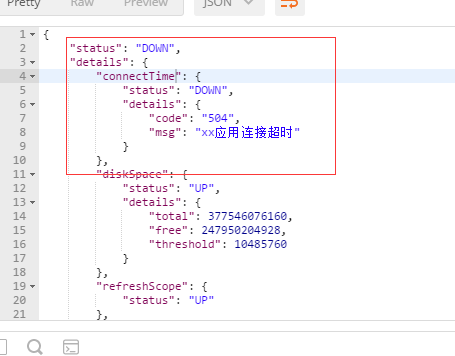 Pretty Raw Preview JSON
1 {
2 "status": "DOWN",
3 "details": {
4 "connectTime": {
5 "status": "DOWN",
6 "details": {
7 "code": "504",
8 "msg": "xx应用连接超时"
9 }
10 },
11 "diskSpace": {
12 "status": "UP",
13 "details": {
14 "total": 377546076160,
15 "free": 247950204928,
16 "threshold": 10485760
17 }
18 },
19 "refreshScope": {
20 "status": "UP"
21 },